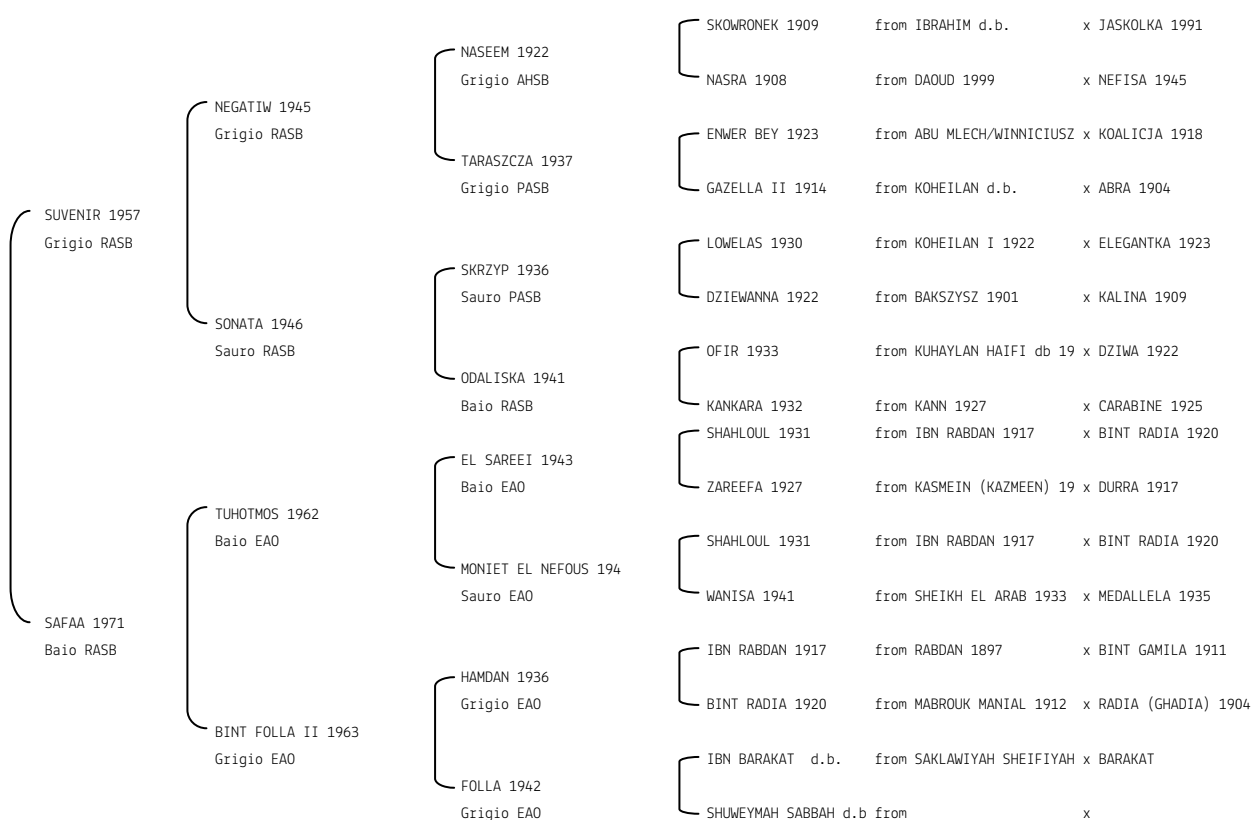 SKOWRONEK 1909 from IBRAHIM d.b. x JASKOLKA 1991
NASEEM 1922
Grigio AHSB NASRA 1908 from DAOUD 1999 x NEFISA 1945
NEGATIW 1945
Grigio RASB ENWER BEY 1923 from ABU MLECH/WINNICIUSZ x KOALICJA 1918
TARASZCZA 1937
Grigio PASB GAZELLA II 1914 from KOHEILAN d.b. x ABRA 1904
SUVENIR 1957
Grigio RASB LOWELAS 1930 from KOHEILAN I 1922 x ELEGANTKA 1923
SKRZYP 1936
Sauro PASB DZIEWANNA 1922 from BAKSZYSZ 1901 x KALINA 1909
SONATA 1946
Sauro RASB OFIR 1933 from KUHAYLAN HAIFI db 19 x DZIWA 1922
ODALISKA 1941
Baio RASB KANKARA 1932 from KANN 1927 x CARABINE 1925
SHAHLOUL 1931 from IBN RABDAN 1917 x BINT RADIA 1920
EL SAREEI 1943
Baio EAO ZAREEFA 1927 from KASMEIN (KAZMEEN) 19 x DURRA 1917
TUHOTMOS 1962
Baio EAO SHAHLOUL 1931 from IBN RABDAN 1917 x BINT RADIA 1920
MONIET EL NEFOUS 194
Sauro EAO WANISA 1941 from SHEIKH EL ARAB 1933 x MEDALLELA 1935
SAFAA 1971
Baio RASB IBN RABDAN 1917 from RABDAN 1897 x BINT GAMILA 1911
HAMDAN 1936
Grigio EAO BINT RADIA 1920 from MABROUK MANIAL 1912 x RADIA (GHADIA) 1904
BINT FOLLA II 1963
Grigio EAO IBN BARAKAT d.b. from SAKLAWIYAH SHEIFIYAH x BARAKAT
FOLLA 1942
Grigio EAO SHUWEYMAH SABBAH d.b from x